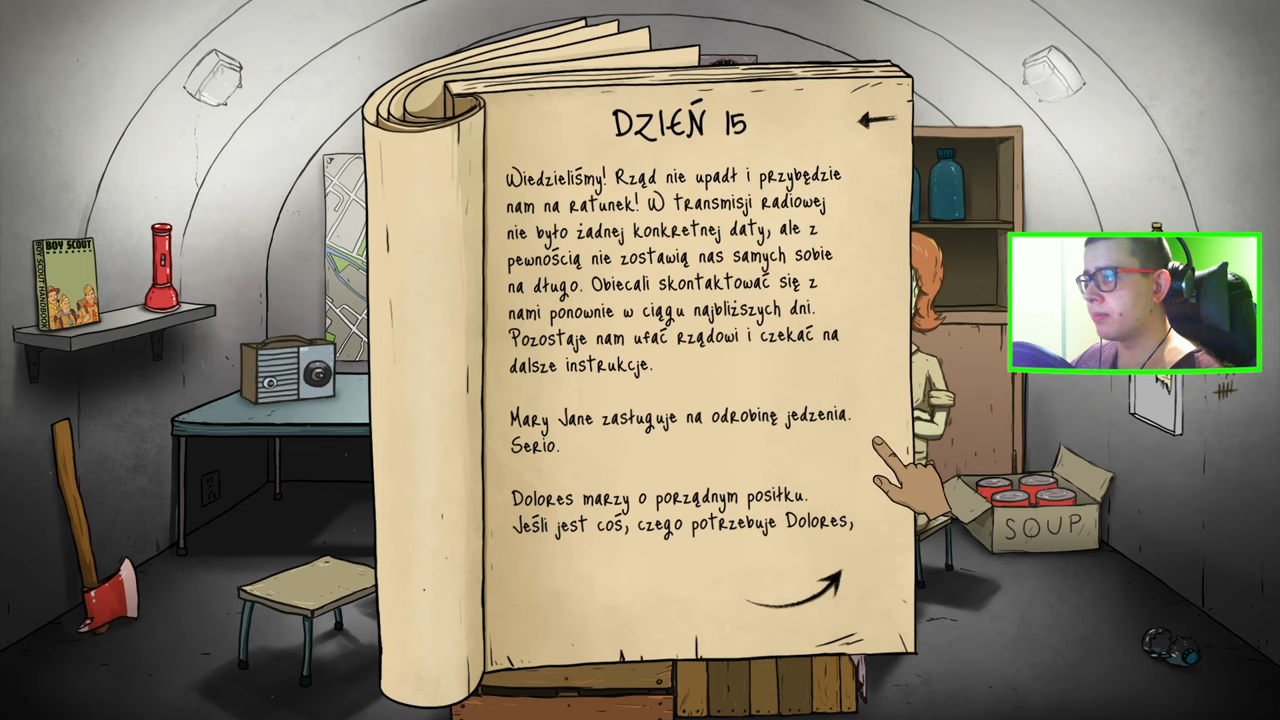 DZIEŃ 15
Wiedzieliśmy! Rząd nie upadł i przybędzie
nam na ratunek! W transmisji radiowej
nie było żadnej konkretnej daty, ale z
pewnością nie zostawią nas samych sobie
na długo. Obiecali skontaktować się z
nami ponownie w ciągu najbliższych dni.
Pozostaje nam ufać rządowi i czekać na
dalsze instrukcje.
Mary Jane zasługuje na odrobinę jedzenia.
Serio.
Dolores marzy o porządnym posiłku.
Jeśli jest coś, czego potrzebuje Dolores,
BOY SCOUT
BOY SCOUT HANDBOOK
SOUP